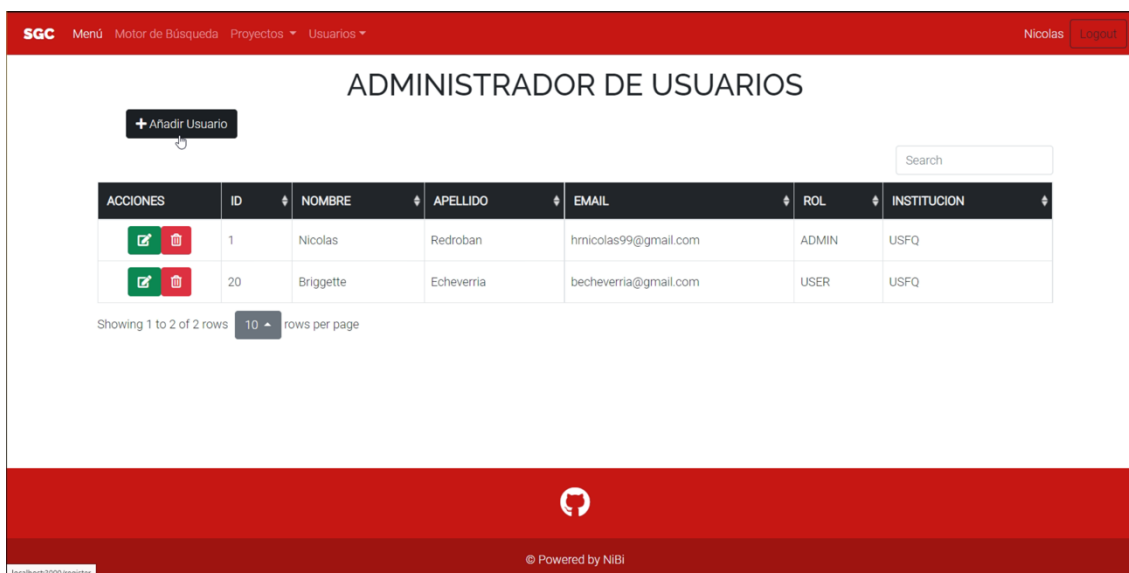 SGC Menú Motor de Búsqueda Proyectos Usuarios Nicolas Logout
ADMINISTRADOR DE USUARIOS
Añadir Usuario
Search
ACCIONES ID NOMBRE APELLIDO EMAIL ROL INSTITUCION
1 Nicolas Redroban hrnicolas99@gmail.com ADMIN USFQ
20 Briggette Echeverria becheverria@gmail.com USER USFQ
Showing 1 to 2 of 2 rows 10 rows per page
© Powered by NiBi